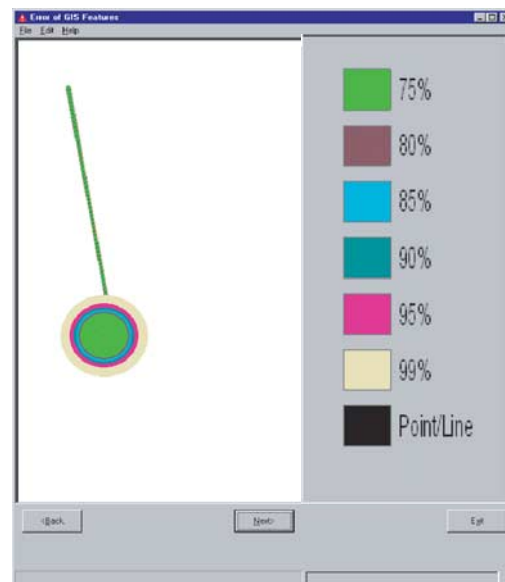 Error of GIS Features
File Edit Help
75%
80%
85%
90%
95%
99%
Point/Line
<Back
Next>
Exit